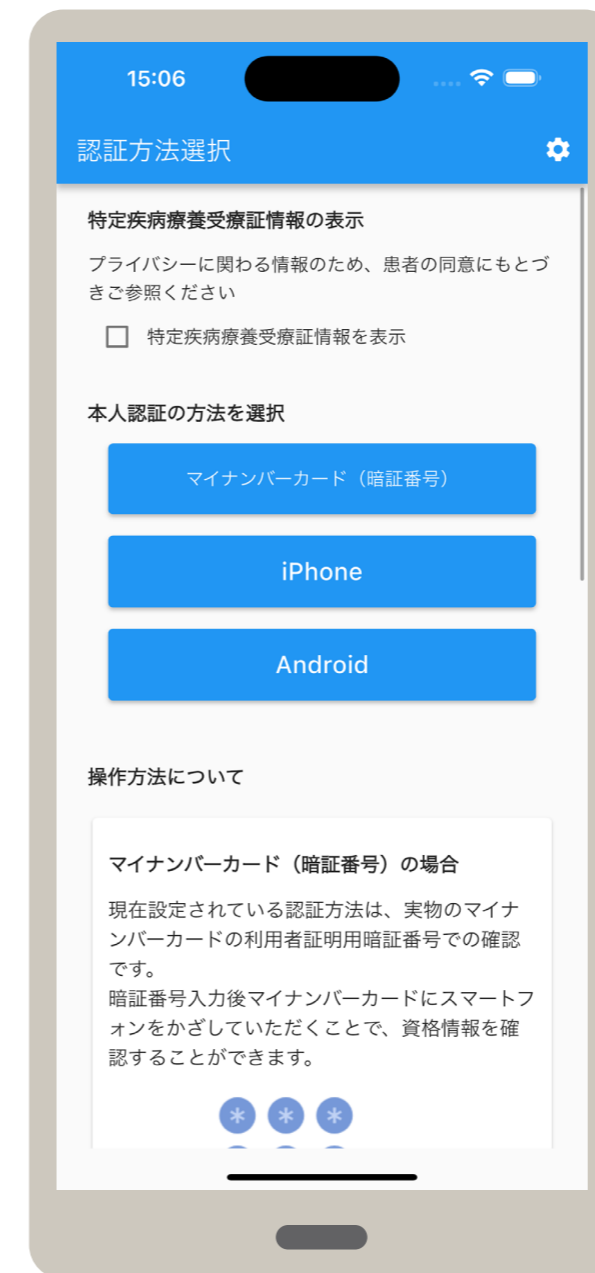 15:06
認証方法選択
特定疾病療養受療証情報の表示
プライバシーに関わる情報のため、患者の同意にもとづ
きご参照ください
特定疾病療養受療証情報を表示
本人認証の方法を選択
マイナンバーカード（暗証番号）
iPhone
Android
操作方法について
マイナンバーカード（暗証番号）の場合
現在設定されている認証方法は、実物のマイナ
ンバーカードの利用者証明用暗証番号での確認
です。
暗証番号入力後マイナンバーカードにスマートフ
ォンをかざしていただくことで、資格情報を確
認することができます。